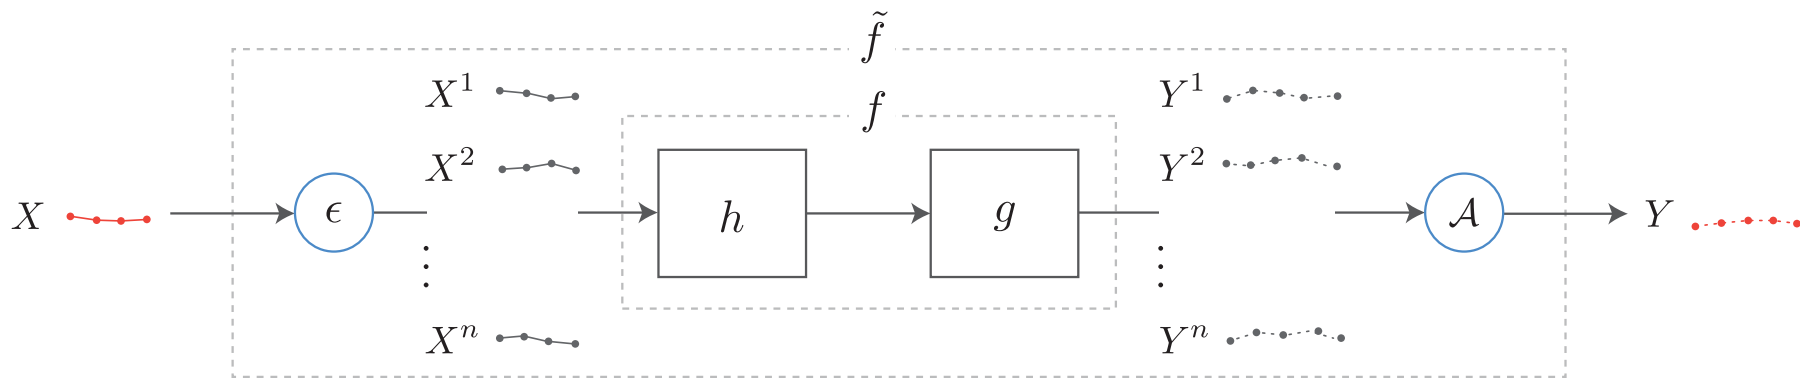 f̃
X¹ Y¹
f
X² Y²
X ϵ h g 𝒜 Y
⋮ ⋮
Xⁿ Yⁿ